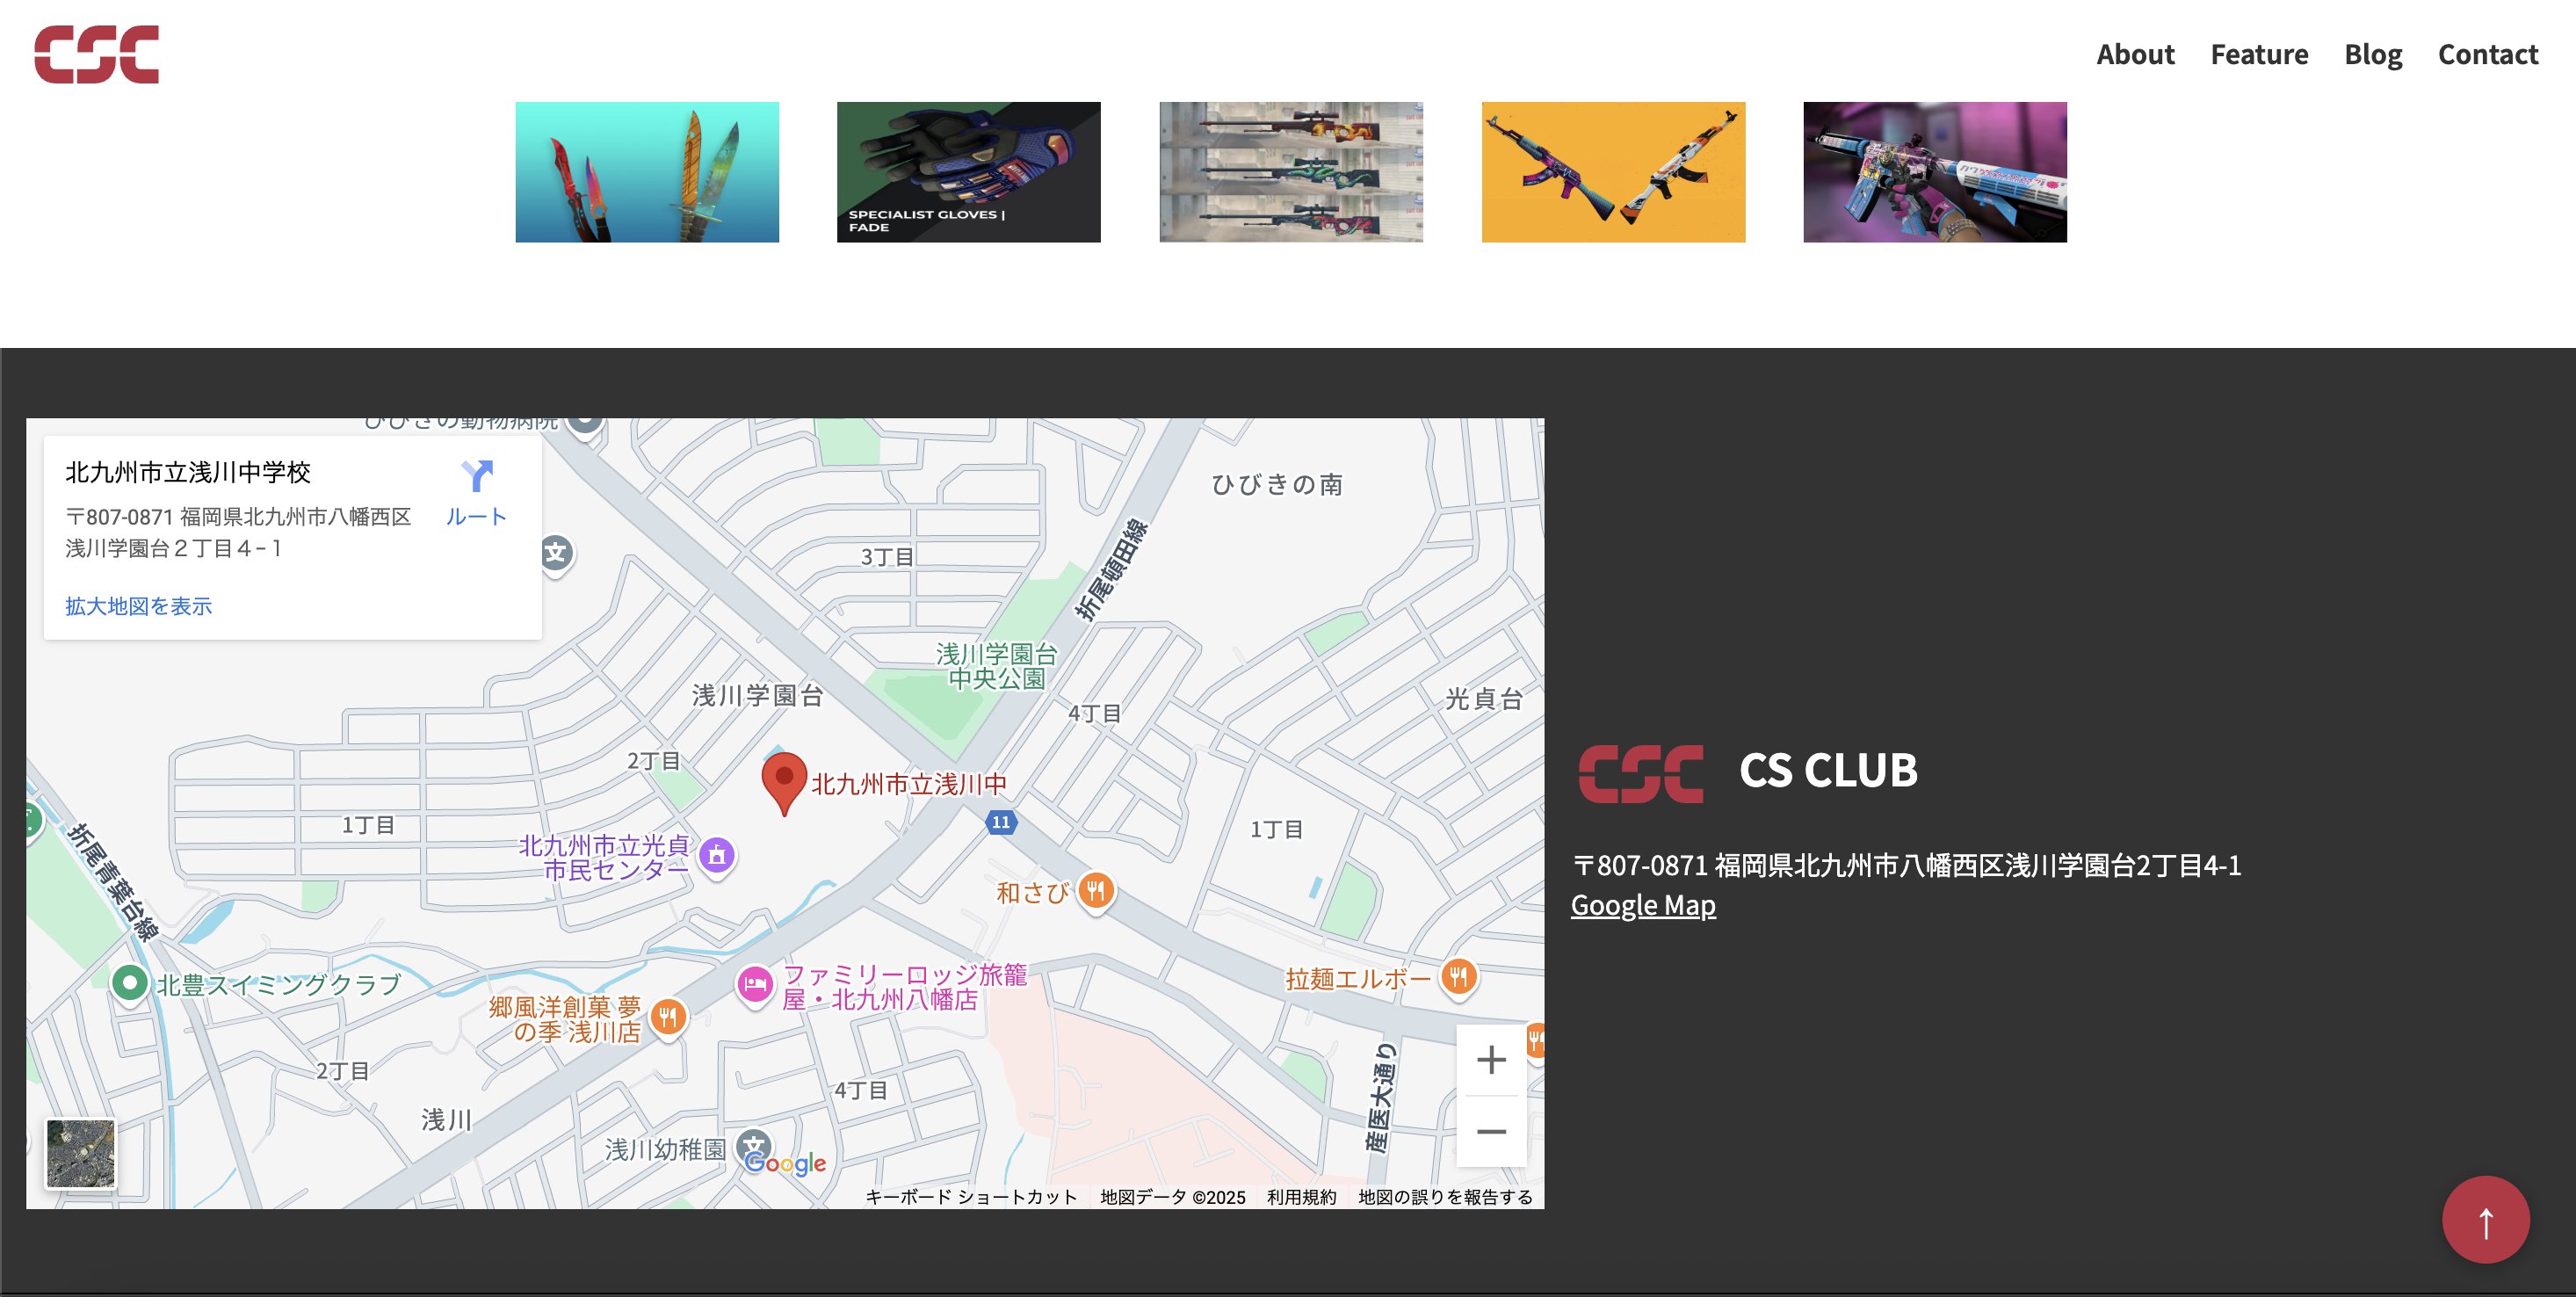 CSC
About Feature Blog Contact
SPECIALIST GLOVES |
FADE
北九州市立浅川中学校
〒807-0871 福岡県北九州市八幡西区
浅川学園台２丁目４−１
ルート
拡大地図を表示
ひびきの動物病院
ひびきの南
3丁目
折尾頓田線
浅川学園台
中央公園
浅川学園台
光貞台
4丁目
2丁目
北九州市立浅川中
11
1丁目
1丁目
北九州市立光貞
市民センター
折尾青葉台線
和さび
北豊スイミングクラブ
ファミリーロッジ旅籠
屋・北九州八幡店
拉麺エルボー
郷風洋創菓 夢
の季 浅川店
2丁目
4丁目
産医大通り
浅川
浅川幼稚園
文
文
Google
キーボード ショートカット 地図データ ©2025 利用規約 地図の誤りを報告する
CSC CS CLUB
〒807-0871 福岡県北九州市八幡西区浅川学園台2丁目4-1
Google Map
↑